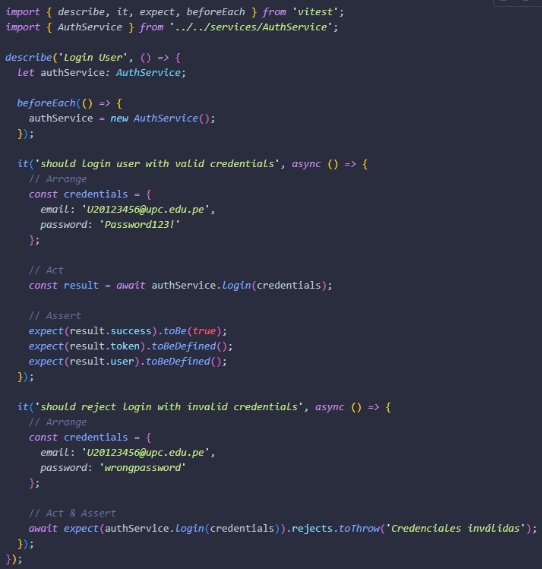 import { describe, it, expect, beforeEach } from 'vitest';
import { AuthService } from '../../services/AuthService';

describe('Login User', () => {
  let authService: AuthService;

  beforeEach(() => {
    authService = new AuthService();
  });

  it('should login user with valid credentials', async () => {
    // Arrange
    const credentials = {
      email: 'U20123456@upc.edu.pe',
      password: 'Password123!'
    };

    // Act
    const result = await authService.login(credentials);

    // Assert
    expect(result.success).toBe(true);
    expect(result.token).toBeDefined();
    expect(result.user).toBeDefined();
  });

  it('should reject login with invalid credentials', async () => {
    // Arrange
    const credentials = {
      email: 'U20123456@upc.edu.pe',
      password: 'wrongpassword'
    };

    // Act & Assert
    await expect(authService.login(credentials)).rejects.toThrow('Credenciales inválidas');
  });
});